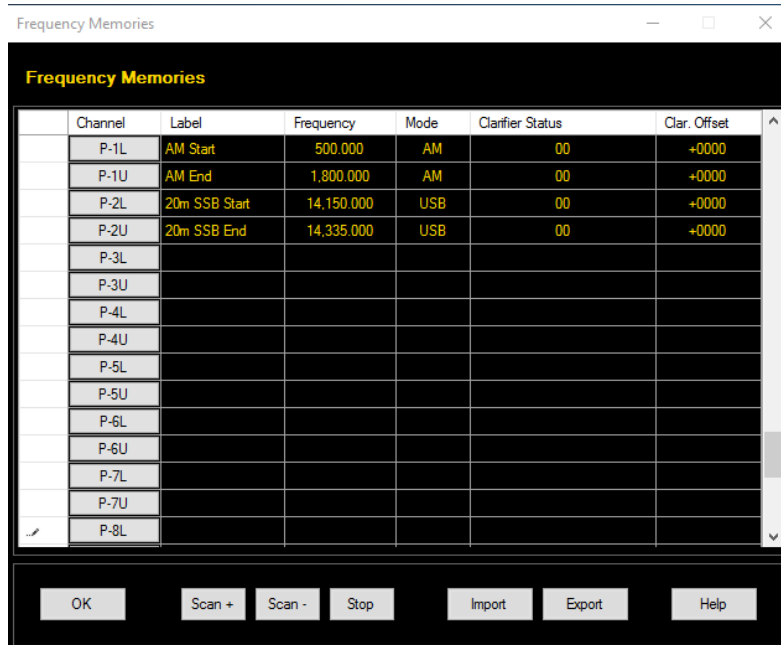 Frequency Memories
Frequency Memories
Channel Label Frequency Mode Clarifier Status Clar. Offset
P-1L AM Start 500.000 AM 00 +0000
P-1U AM End 1,800.000 AM 00 +0000
P-2L 20m SSB Start 14,150.000 USB 00 +0000
P-2U 20m SSB End 14,335.000 USB 00 +0000
P-3L
P-3U
P-4L
P-4U
P-5L
P-5U
P-6L
P-6U
P-7L
P-7U
P-8L
OK Scan + Scan - Stop Import Export Help